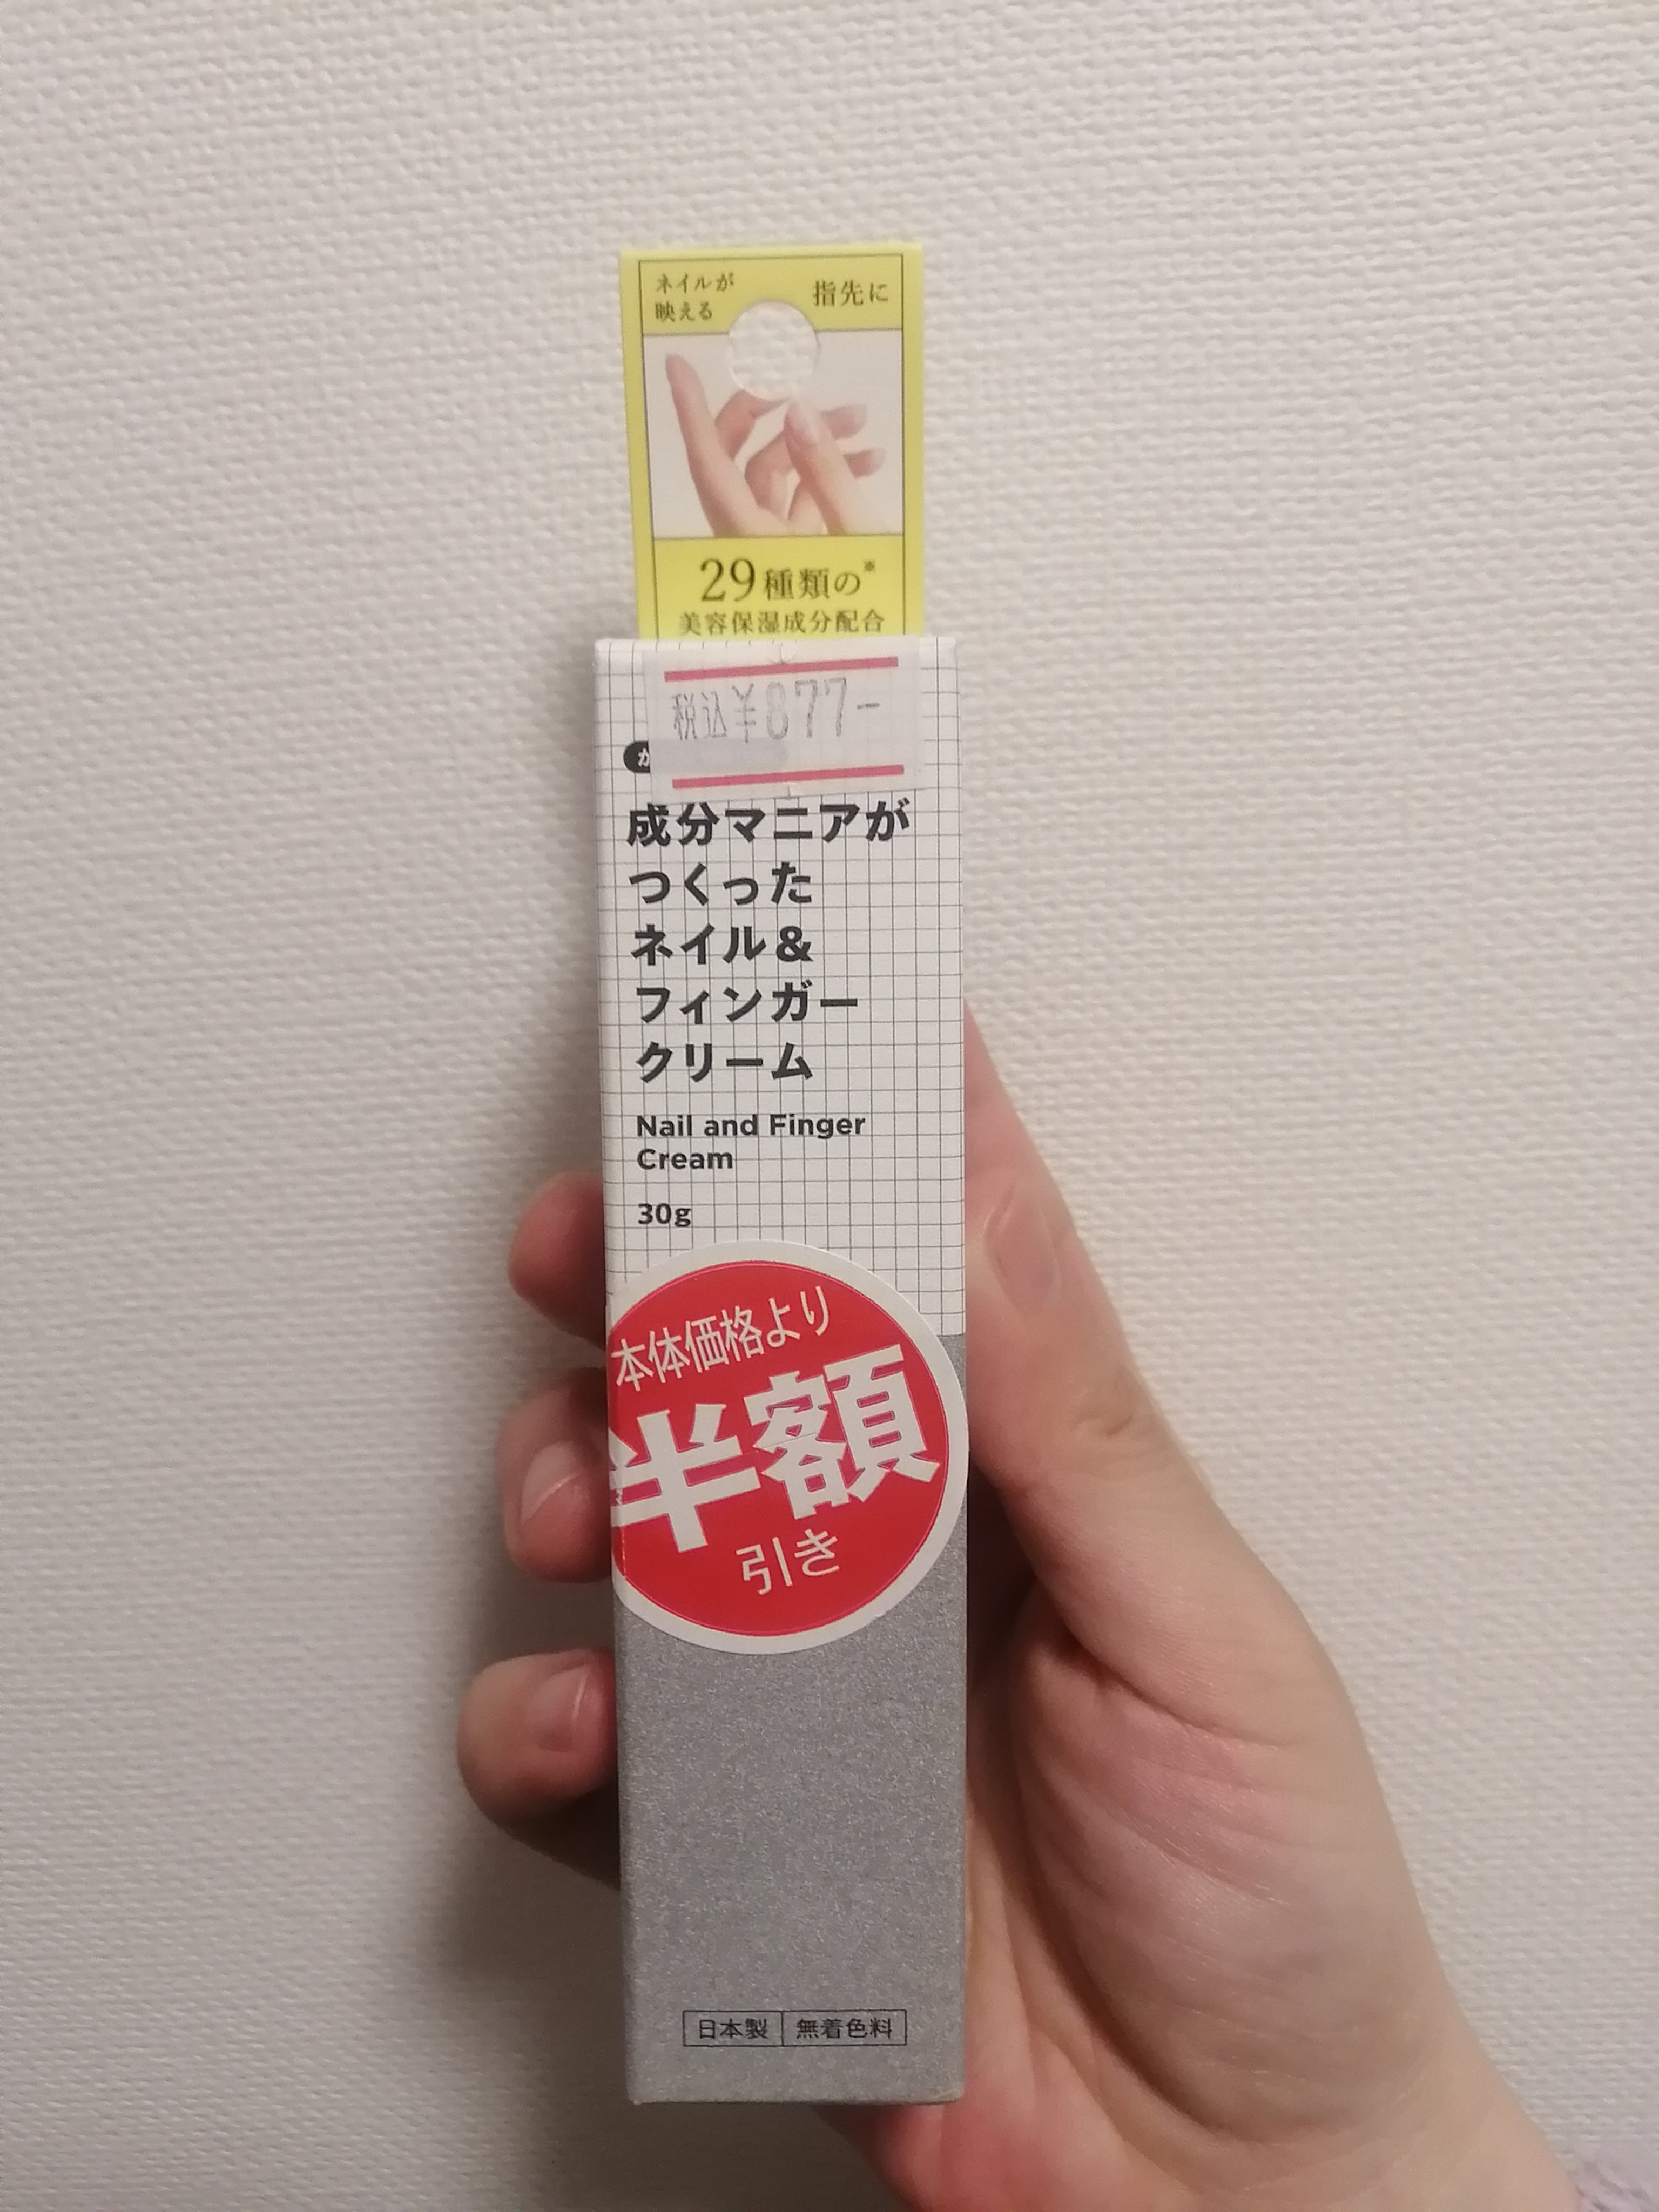 ネイルが
映える
指先に
29種類の※
美容保湿成分配合
税込¥877-
成分マニアが
つくった
ネイル&
フィンガー
クリーム
Nail and Finger
Cream
30g
本体価格より
半額
引き
日本製 無着色料